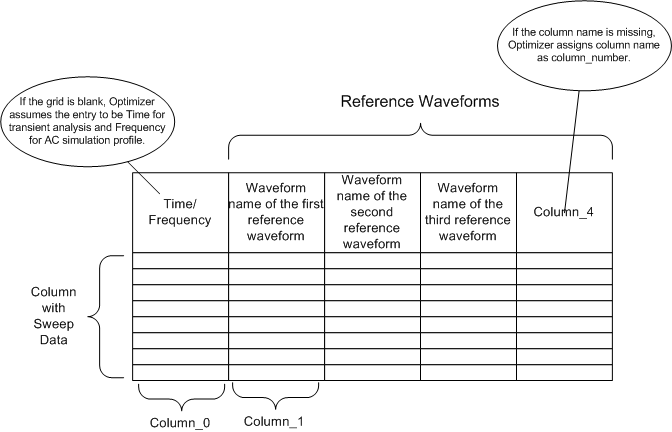 If the column name is missing,
Optimizer assigns column name
as column_number.
If the grid is blank, Optimizer
assumes the entry to be Time for
transient analysis and Frequency
for AC simulation profile.
Reference Waveforms
Time/
Frequency
Waveform
name of the first
reference
waveform
Waveform
name of the
second
reference
waveform
Waveform
name of the
third reference
waveform
Column_4
Column
with
Sweep
Data
Column_0
Column_1